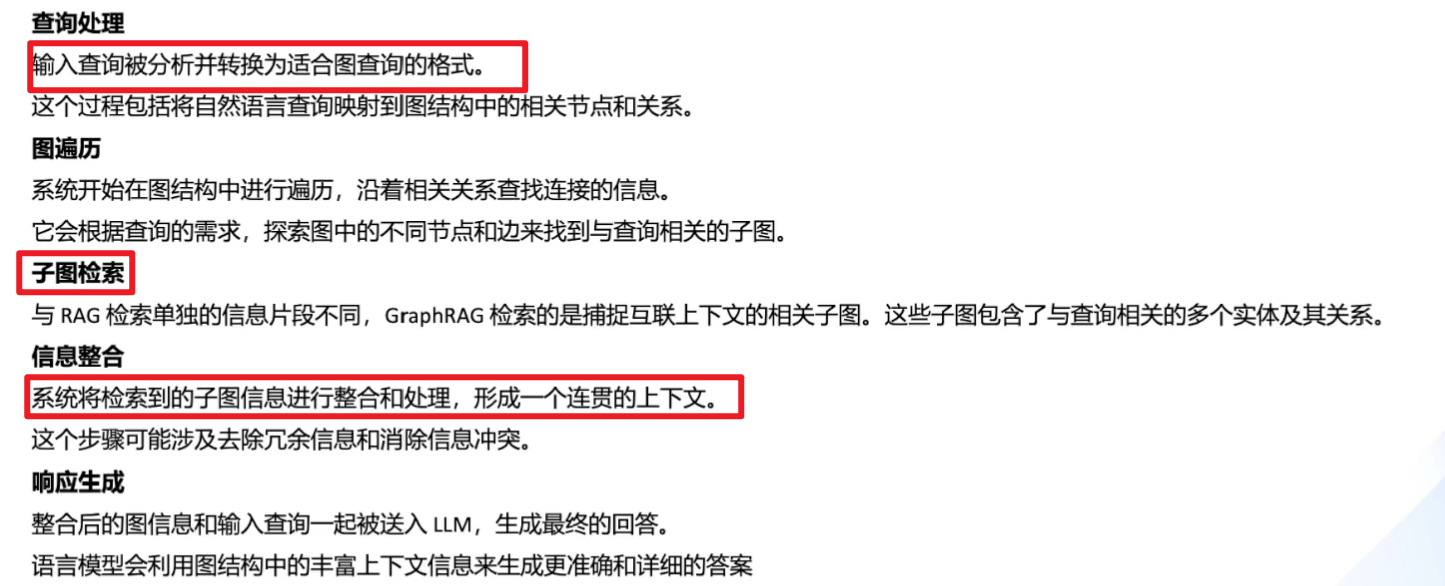 查询处理
输入查询被分析并转换为适合图查询的格式。
这个过程包括将自然语言查询映射到图结构中的相关节点和关系。
图遍历
系统开始在图结构中进行遍历，沿着相关关系查找连接的信息。
它会根据查询的需求，探索图中的不同节点和边来找到与查询相关的子图。
子图检索
与 RAG 检索单独的信息片段不同，GraphRAG 检索的是捕捉互联上下文的相关子图。这些子图包含了与查询相关的多个实体及其关系。
信息整合
系统将检索到的子图信息进行整合和处理，形成一个连贯的上下文。
这个步骤可能涉及去除冗余信息和消除信息冲突。
响应生成
整合后的图信息和输入查询一起被送入 LLM，生成最终的回答。
语言模型会利用图结构中的丰富上下文信息来生成更准确和详细的答案